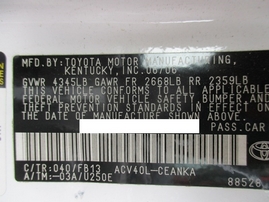 MFD.BY:TOYOTA MOTOR MANUFACTURING,
KENTUCKY, INC. 06/06
GVWR 4345LB GAWR FR 2668LB RR 2359LB
THIS VEHICLE CONFORMS TO ALL APPLICABLE
FEDERAL MOTOR VEHICLE SAFETY, BUMPER, AND
THEFT PREVENTION STANDARDS IN EFFECT ON
THE DATE OF MANUFACTURE SHOWN ABOVE.
PASS.CAR
C/TR:040/FB13 ACV40L-CEANKA
A/TM:-03A/U250E
88528